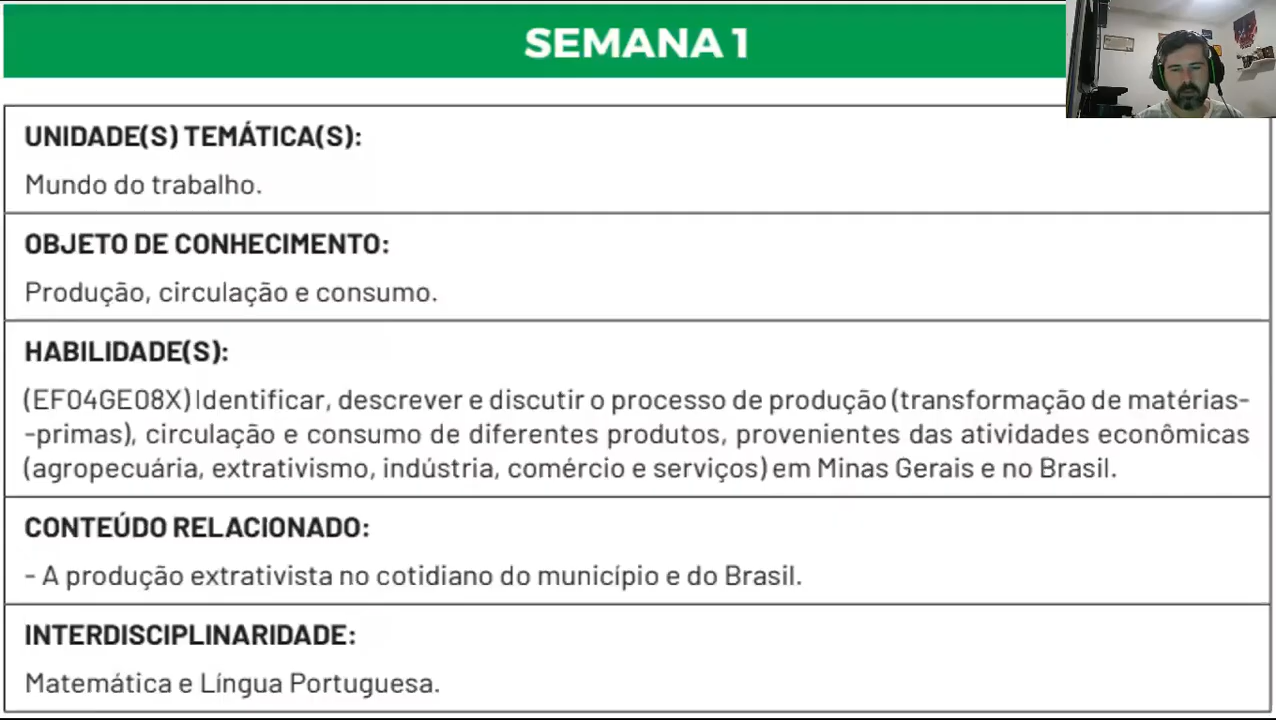 SEMANA 1
UNIDADE(S) TEMÁTICA(S):
Mundo do trabalho.
OBJETO DE CONHECIMENTO:
Produção, circulação e consumo.
HABILIDADE(S):
(EF04GE08X) Identificar, descrever e discutir o processo de produção (transformação de matérias-
-primas), circulação e consumo de diferentes produtos, provenientes das atividades econômicas
(agropecuária, extrativismo, indústria, comércio e serviços) em Minas Gerais e no Brasil.
CONTEÚDO RELACIONADO:
- A produção extrativista no cotidiano do município e do Brasil.
INTERDISCIPLINARIDADE:
Matemática e Língua Portuguesa.